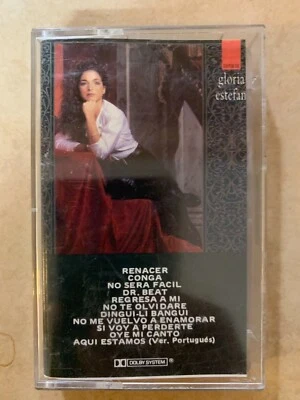 gloria
estefan
RENACER
CONGA
NO SERA FACIL
DR. BEAT
REGRESA A MI
NO TE OLVIDARE
DINGUI-LI BANGUI
NO ME VUELVO A ENAMORAR
SI VOY A PERDERTE
OYE MI CANTO
AQUI ESTAMOS (Ver. Portugués)
DOLBY SYSTEM